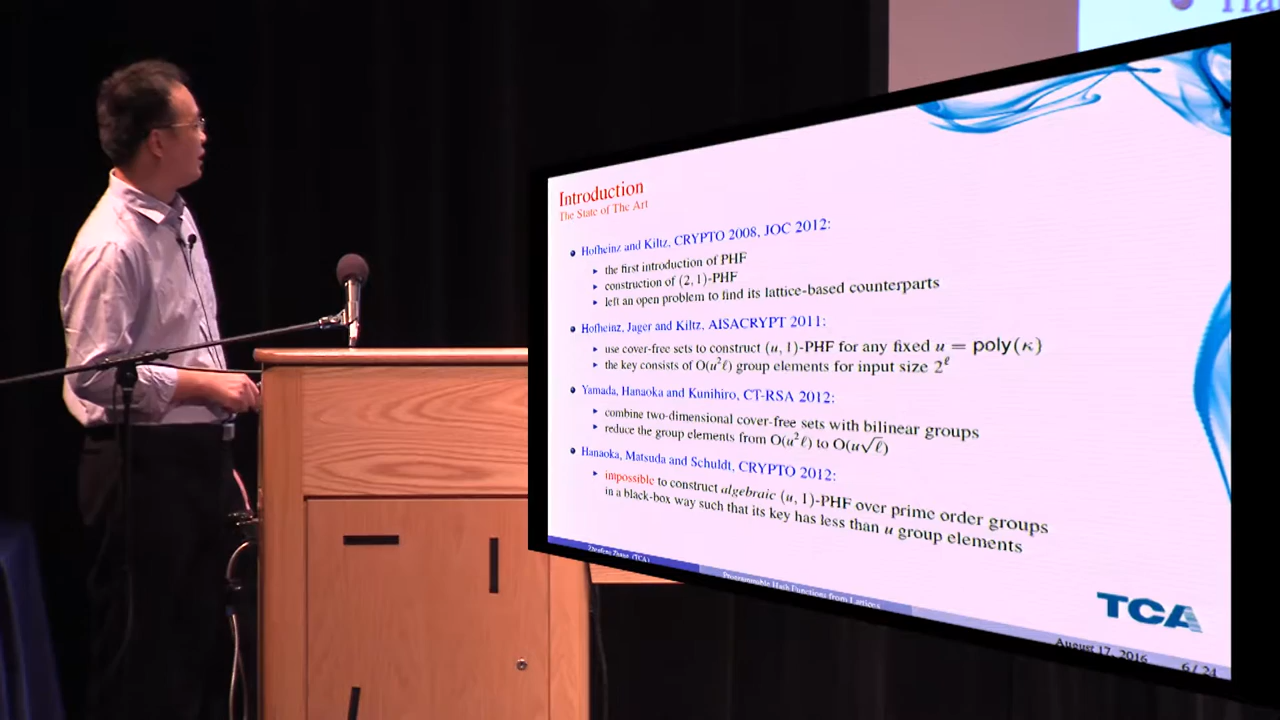 Ha
Introduction
The State of The Art
Hofheinz and Kiltz, CRYPTO 2008, JOC 2012:
the first introduction of PHF
construction of (2, 1)-PHF
left an open problem to find its lattice-based counterparts
Hofheinz, Jager and Kiltz, AISACRYPT 2011:
use cover-free sets to construct (u, 1)-PHF for any fixed u = poly(κ)
the key consists of O(u²ℓ) group elements for input size 2^ℓ
Yamada, Hanaoka and Kunihiro, CT-RSA 2012:
combine two-dimensional cover-free sets with bilinear groups
reduce the group elements from O(u²ℓ) to O(u√ℓ)
Hanaoka, Matsuda and Schuldt, CRYPTO 2012:
impossible to construct algebraic (u, 1)-PHF over prime order groups
in a black-box way such that its key has less than u group elements
TCA
Zhang (TCA)
Programmable Hash Functions from Lattices
August 17, 2016
6 / 24